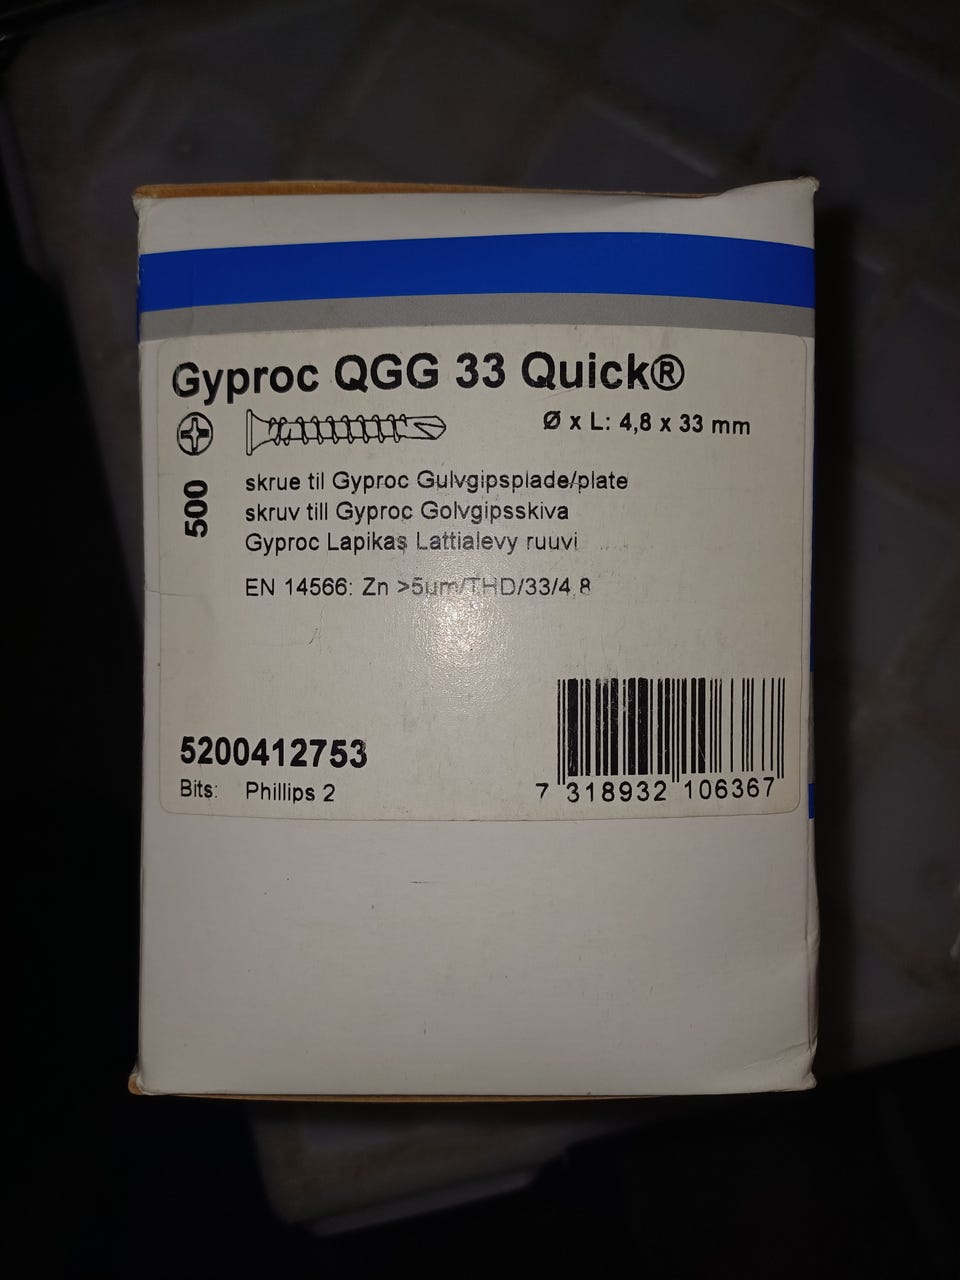 Gyproc QGG 33 Quick®
Ø x L: 4,8 x 33 mm
500
skrue til Gyproc Gulvgipsplade/plate
skruv till Gyproc Golvgipsskiva
Gyproc Lapikas Lattialevy ruuvi
EN 14566: Zn >5µm/THD/33/4,8
5200412753
Bits: Phillips 2
7 318932 106367